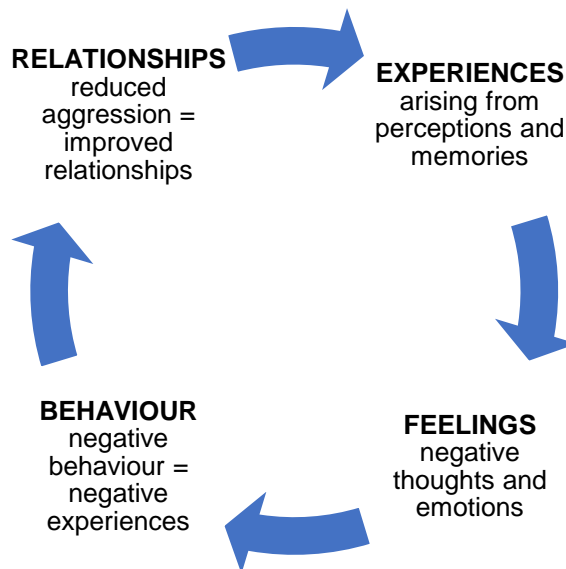 RELATIONSHIPS
reduced
aggression =
improved
relationships
EXPERIENCES
arising from
perceptions and
memories
FEELINGS
negative
thoughts and
emotions
BEHAVIOUR
negative
behaviour =
negative
experiences